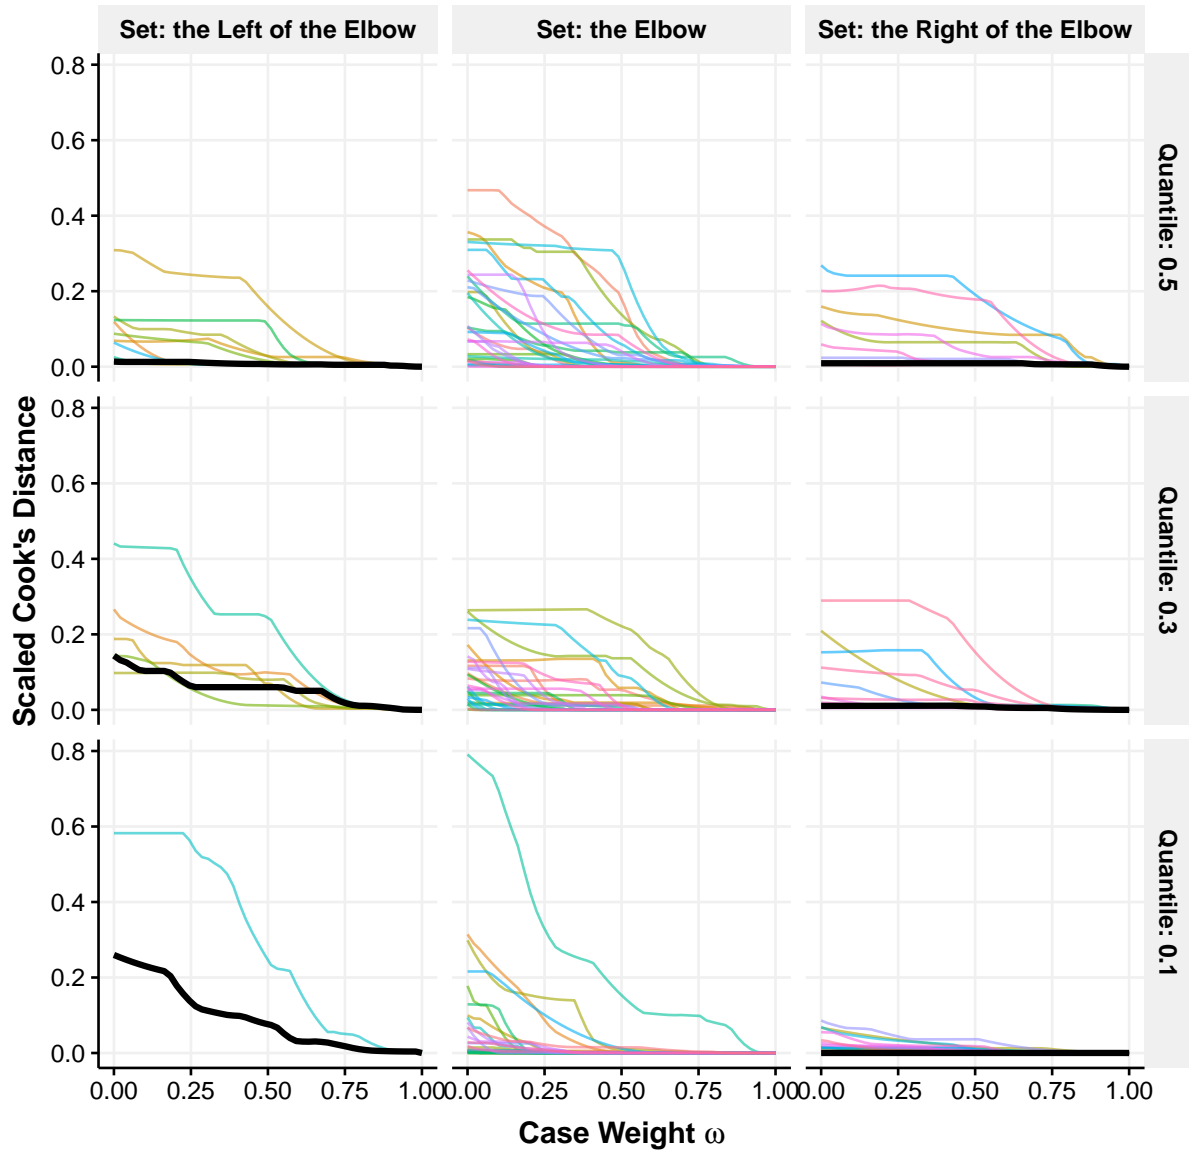 Set: the Left of the Elbow
Set: the Elbow
Set: the Right of the Elbow
0.8
0.6
0.4
0.2
0.0
Quantile: 0.5
Scaled Cook's Distance
0.8
0.6
0.4
0.2
0.0
Quantile: 0.3
0.8
0.6
0.4
0.2
0.0
Quantile: 0.1
0.00 0.25 0.50 0.75 1.00 0.00 0.25 0.50 0.75 1.00 0.00 0.25 0.50 0.75 1.00
Case Weight ω